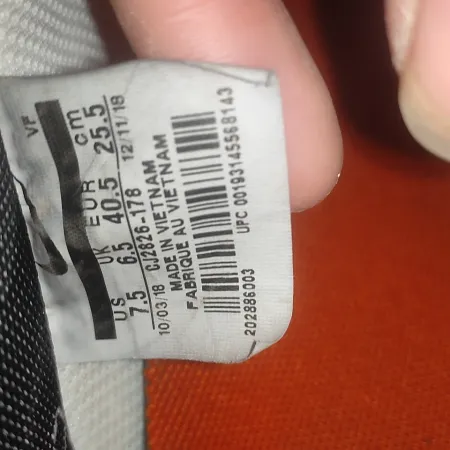 VF
US UK EUR cm
7.5 6.5 40.5 25.5
10/03/18 CJ2826-178 12/11/18
MADE IN VIETNAM
FABRIQUE AU VIETNAM
UPC 00193145568143
202886003